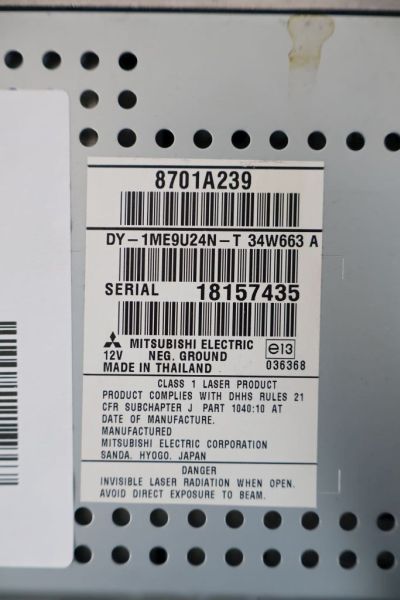 8701A239
DY-1ME9U24N-T 34W663 A
SERIAL 18157435
MITSUBISHI ELECTRIC
12V NEG. GROUND
MADE IN THAILAND
e13
036368
CLASS 1 LASER PRODUCT
PRODUCT COMPLIES WITH DHHS RULES 21
CFR SUBCHAPTER J PART 1040:10 AT
DATE OF MANUFACTURE.
MANUFACTURED
MITSUBISHI ELECTRIC CORPORATION
SANDA, HYOGO, JAPAN
DANGER
INVISIBLE LASER RADIATION WHEN OPEN.
AVOID DIRECT EXPOSURE TO BEAM.